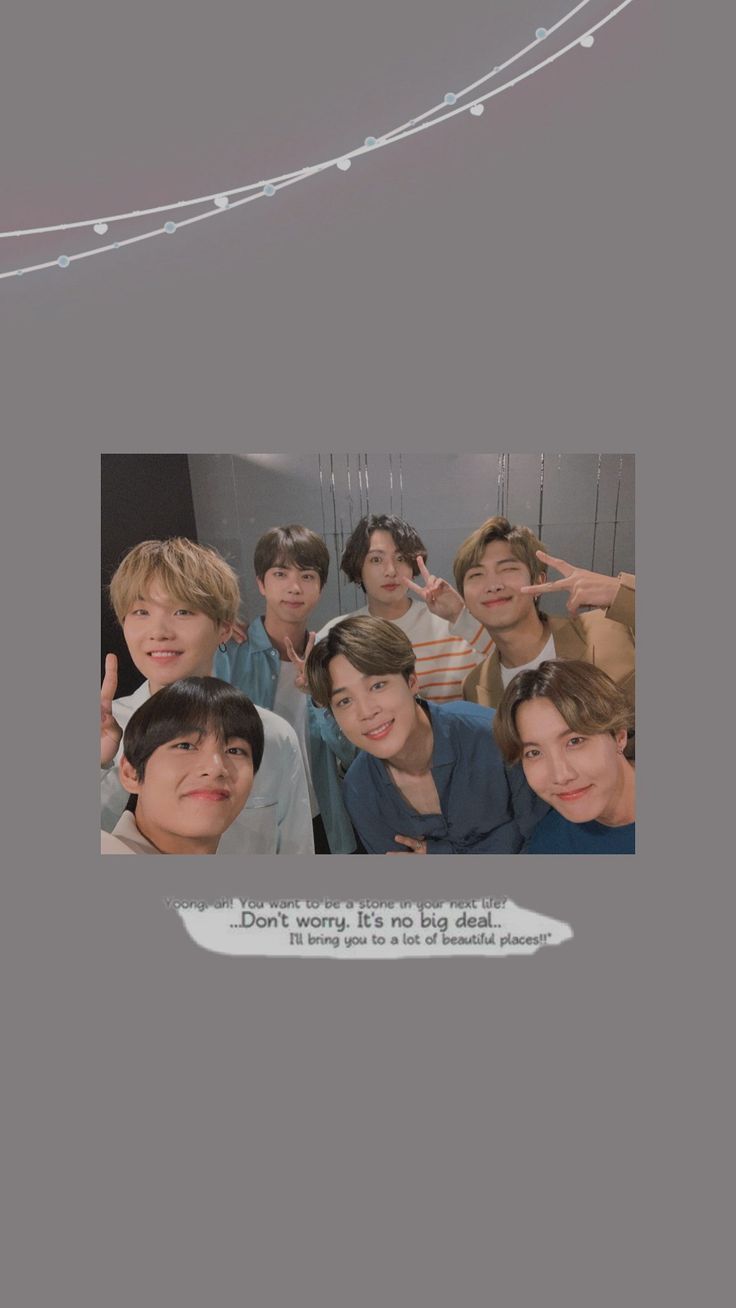 Yoongi ah! You want to be a stone in your next life?
...Don't worry. It's no big deal..
I'll bring you to a lot of beautiful places!!"